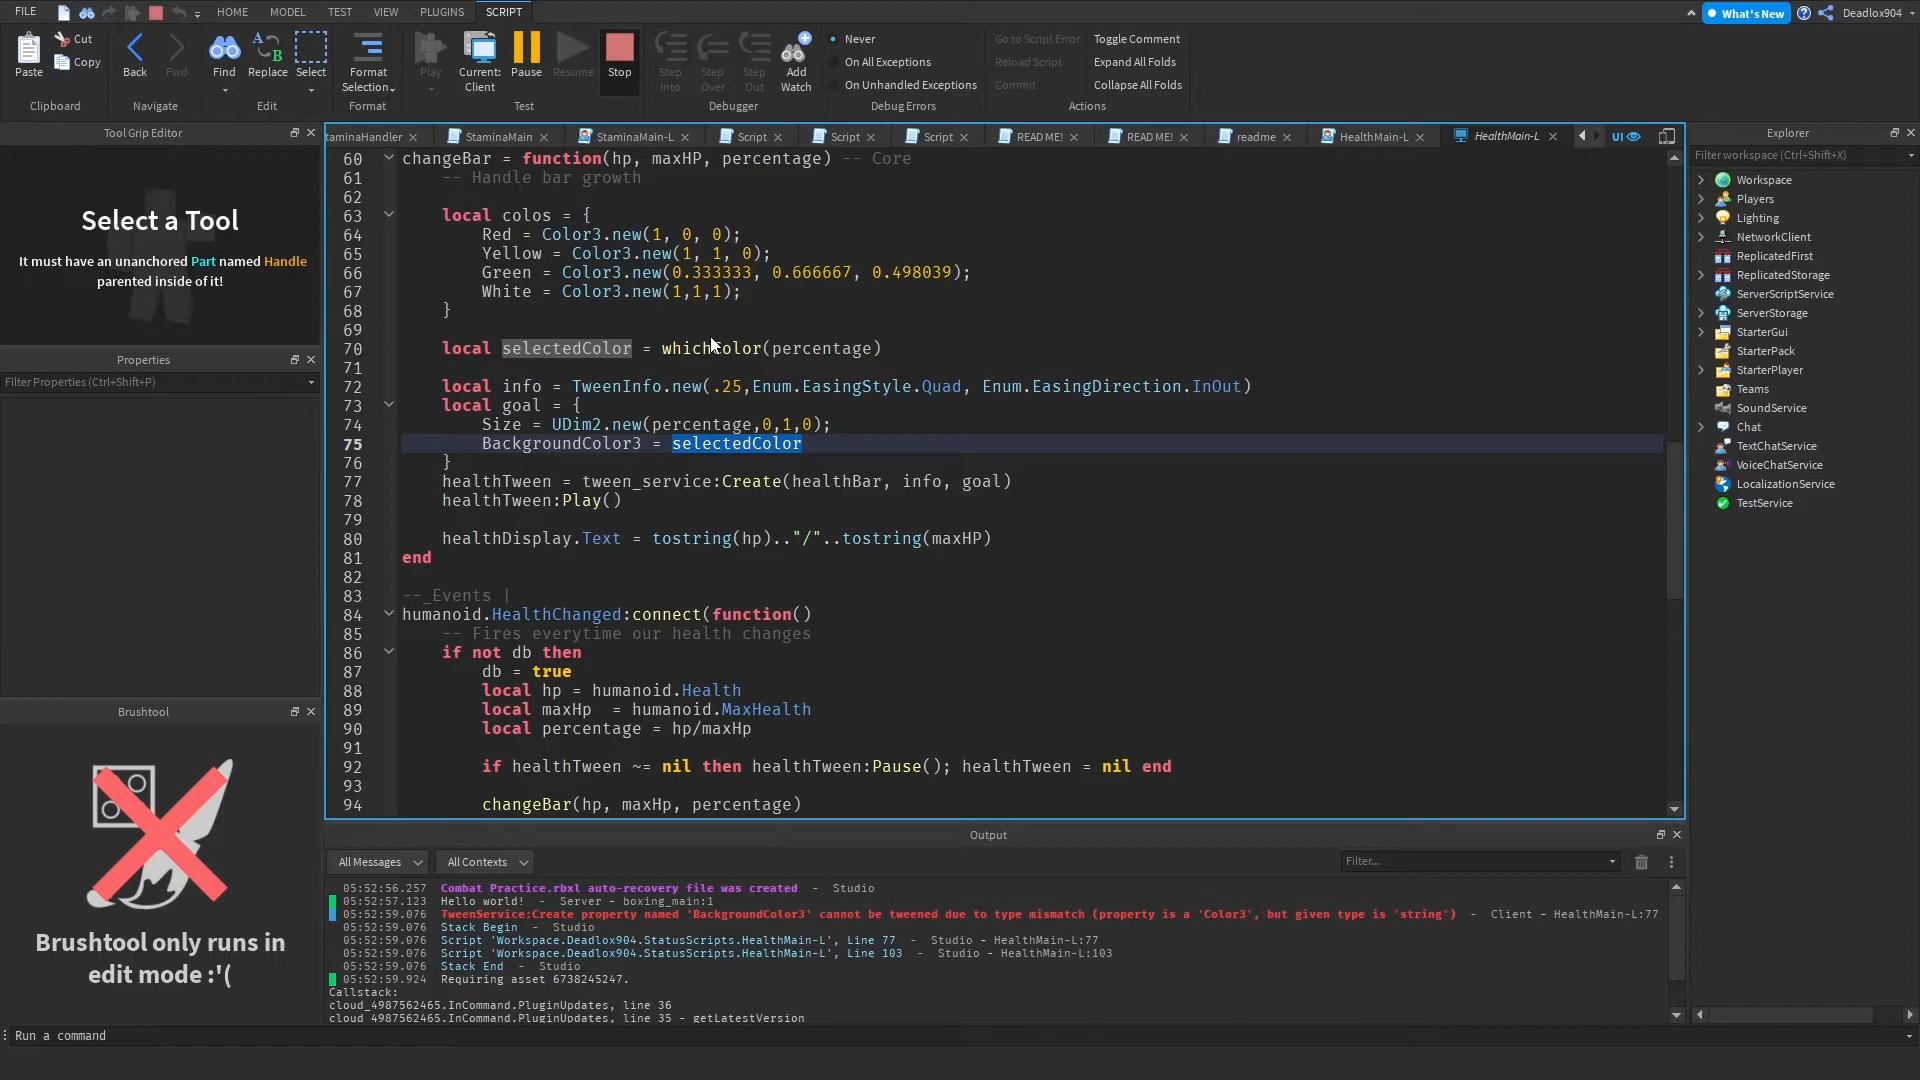 FILE
HOME
MODEL
TEST
VIEW
PLUGINS
SCRIPT
What's New
Deadlox904
Paste
Cut
Copy
Clipboard
Back
Fwd
Navigate
Find
Replace
Select
Edit
Format
Selection
Format
Play
Current:
Client
Pause
Resume
Stop
Test
Step
Into
Step
Over
Step
Out
Add
Watch
Debugger
Never
On All Exceptions
On Unhandled Exceptions
Debug Errors
Go to Script Error
Reload Script
Commit
Toggle Comment
Expand All Folds
Collapse All Folds
Actions
Tool Grip Editor
Select a Tool
It must have an unanchored Part named Handle
parented inside of it!
Properties
Filter Properties (Ctrl+Shift+P)
Brushtool
Brushtool only runs in
edit mode :'(
taminaHandler
StaminaMain
StaminaMain-L
Script
Script
Script
READ ME!
READ ME!
readme
HealthMain-L
HealthMain-L
UI
60 changeBar = function(hp, maxHP, percentage) -- Core
61 -- Handle bar growth
62
63 local colos = {
64 Red = Color3.new(1, 0, 0);
65 Yellow = Color3.new(1, 1, 0);
66 Green = Color3.new(0.333333, 0.666667, 0.498039);
67 White = Color3.new(1,1,1);
68 }
69
70 local selectedColor = whichColor(percentage)
71
72 local info = TweenInfo.new(.25,Enum.EasingStyle.Quad, Enum.EasingDirection.InOut)
73 local goal = {
74 Size = UDim2.new(percentage,0,1,0);
75 BackgroundColor3 = selectedColor
76 }
77 healthTween = tween_service:Create(healthBar, info, goal)
78 healthTween:Play()
79
80 healthDisplay.Text = tostring(hp).."/"..tostring(maxHP)
81 end
82
83 --_Events |
84 humanoid.HealthChanged:connect(function()
85 -- Fires everytime our health changes
86 if not db then
87 db = true
88 local hp = humanoid.Health
89 local maxHp = humanoid.MaxHealth
90 local percentage = hp/maxHp
91
92 if healthTween ~= nil then healthTween:Pause(); healthTween = nil end
93
94 changeBar(hp, maxHp, percentage)
Output
All Messages
All Contexts
Filter...
05:52:56.257 Combat Practice.rbxl auto-recovery file was created - Studio
05:52:57.123 Hello world! - Server - boxing_main:1
05:52:59.076 TweenService:Create property named 'BackgroundColor3' cannot be tweened due to type mismatch (property is a 'Color3', but given type is 'string') - Client - HealthMain-L:77
05:52:59.076 Stack Begin - Studio
05:52:59.076 Script 'Workspace.Deadlox904.StatusScripts.HealthMain-L', Line 77 - Studio - HealthMain-L:77
05:52:59.076 Script 'Workspace.Deadlox904.StatusScripts.HealthMain-L', Line 103 - Studio - HealthMain-L:103
05:52:59.076 Stack End - Studio
05:52:59.924 Requiring asset 6738245247.
Callstack:
cloud_4987562465.InCommand.PluginUpdates, line 36
cloud_4987562465.InCommand.PluginUpdates, line 35 - getLatestVersion
Explorer
Filter workspace (Ctrl+Shift+X)
Workspace
Players
Lighting
NetworkClient
ReplicatedFirst
ReplicatedStorage
ServerScriptService
ServerStorage
StarterGui
StarterPack
StarterPlayer
Teams
SoundService
Chat
TextChatService
VoiceChatService
LocalizationService
TestService
Run a command